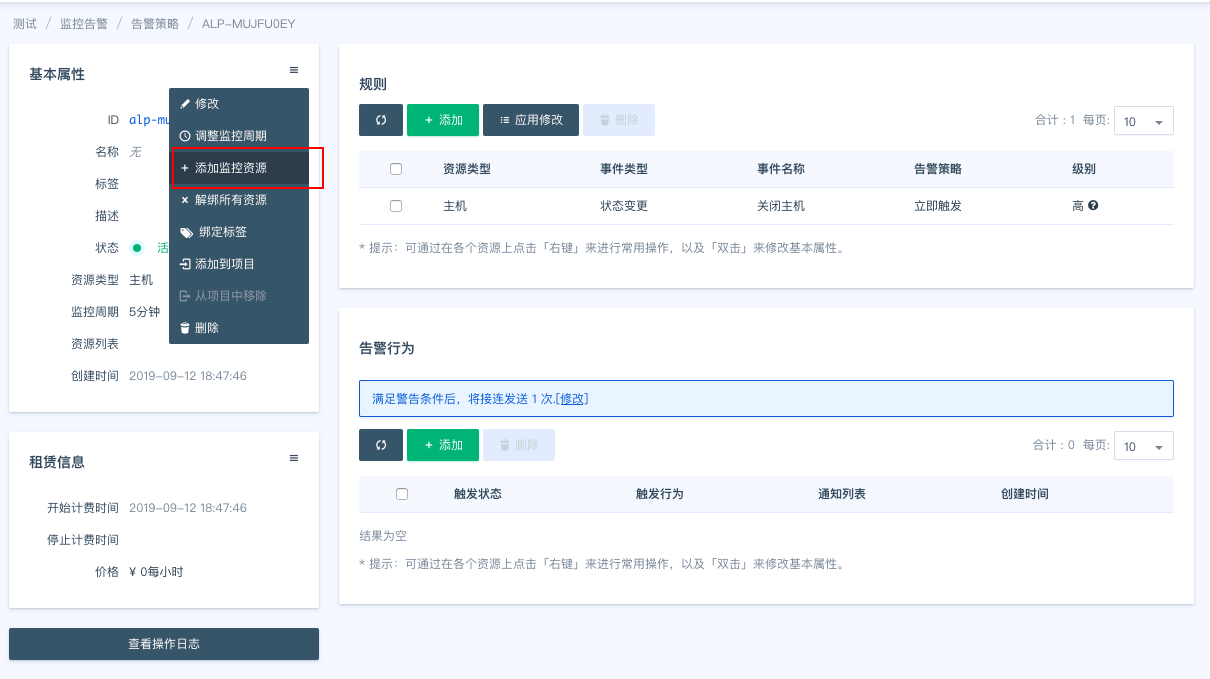 测试 / 监控告警 / 告警策略 / ALP-MUJFU0EY
基本属性
ID alp-mu
名称 无
标签
描述
状态 活
资源类型 主机
监控周期 5分钟
资源列表
创建时间 2019-09-12 18:47:46
修改
调整监控周期
+ 添加监控资源
× 解绑所有资源
绑定标签
添加到项目
从项目中移除
删除
租赁信息
开始计费时间 2019-09-12 18:47:46
停止计费时间
价格 ¥ 0每小时
查看操作日志
规则
+ 添加 应用修改 删除 合计 : 1 每页: 10
资源类型 事件类型 事件名称 告警策略 级别
主机 状态变更 关闭主机 立即触发 高
* 提示：可通过在各个资源上点击「右键」来进行常用操作，以及「双击」来修改基本属性。
告警行为
满足警告条件后，将接连发送 1 次.[修改]
+ 添加 删除 合计 : 0 每页: 10
触发状态 触发行为 通知列表 创建时间
结果为空
* 提示：可通过在各个资源上点击「右键」来进行常用操作，以及「双击」来修改基本属性。